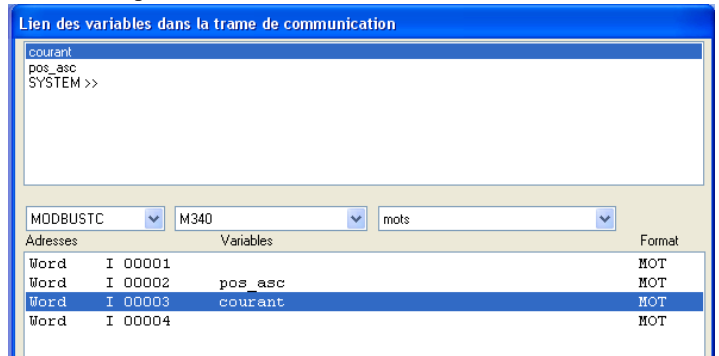 Lien des variables dans la trame de communication
courant
pos_asc
SYSTEM >>
MODBUSTC M340 mots
Adresses Variables Format
Word I 00001 MOT
Word I 00002 pos_asc MOT
Word I 00003 courant MOT
Word I 00004 MOT